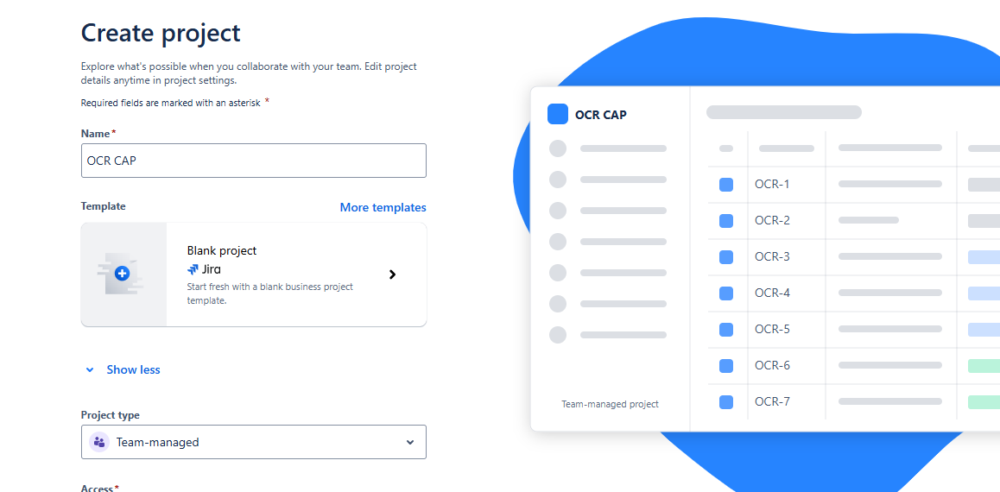 Create project
Explore what's possible when you collaborate with your team. Edit project
details anytime in project settings.
Required fields are marked with an asterisk *
Name*
OCR CAP
Template
More templates
Blank project
Jira
Start fresh with a blank business project
template.
Show less
Project type
Team-managed
Access*
OCR CAP
OCR-1
OCR-2
OCR-3
OCR-4
OCR-5
OCR-6
OCR-7
Team-managed project